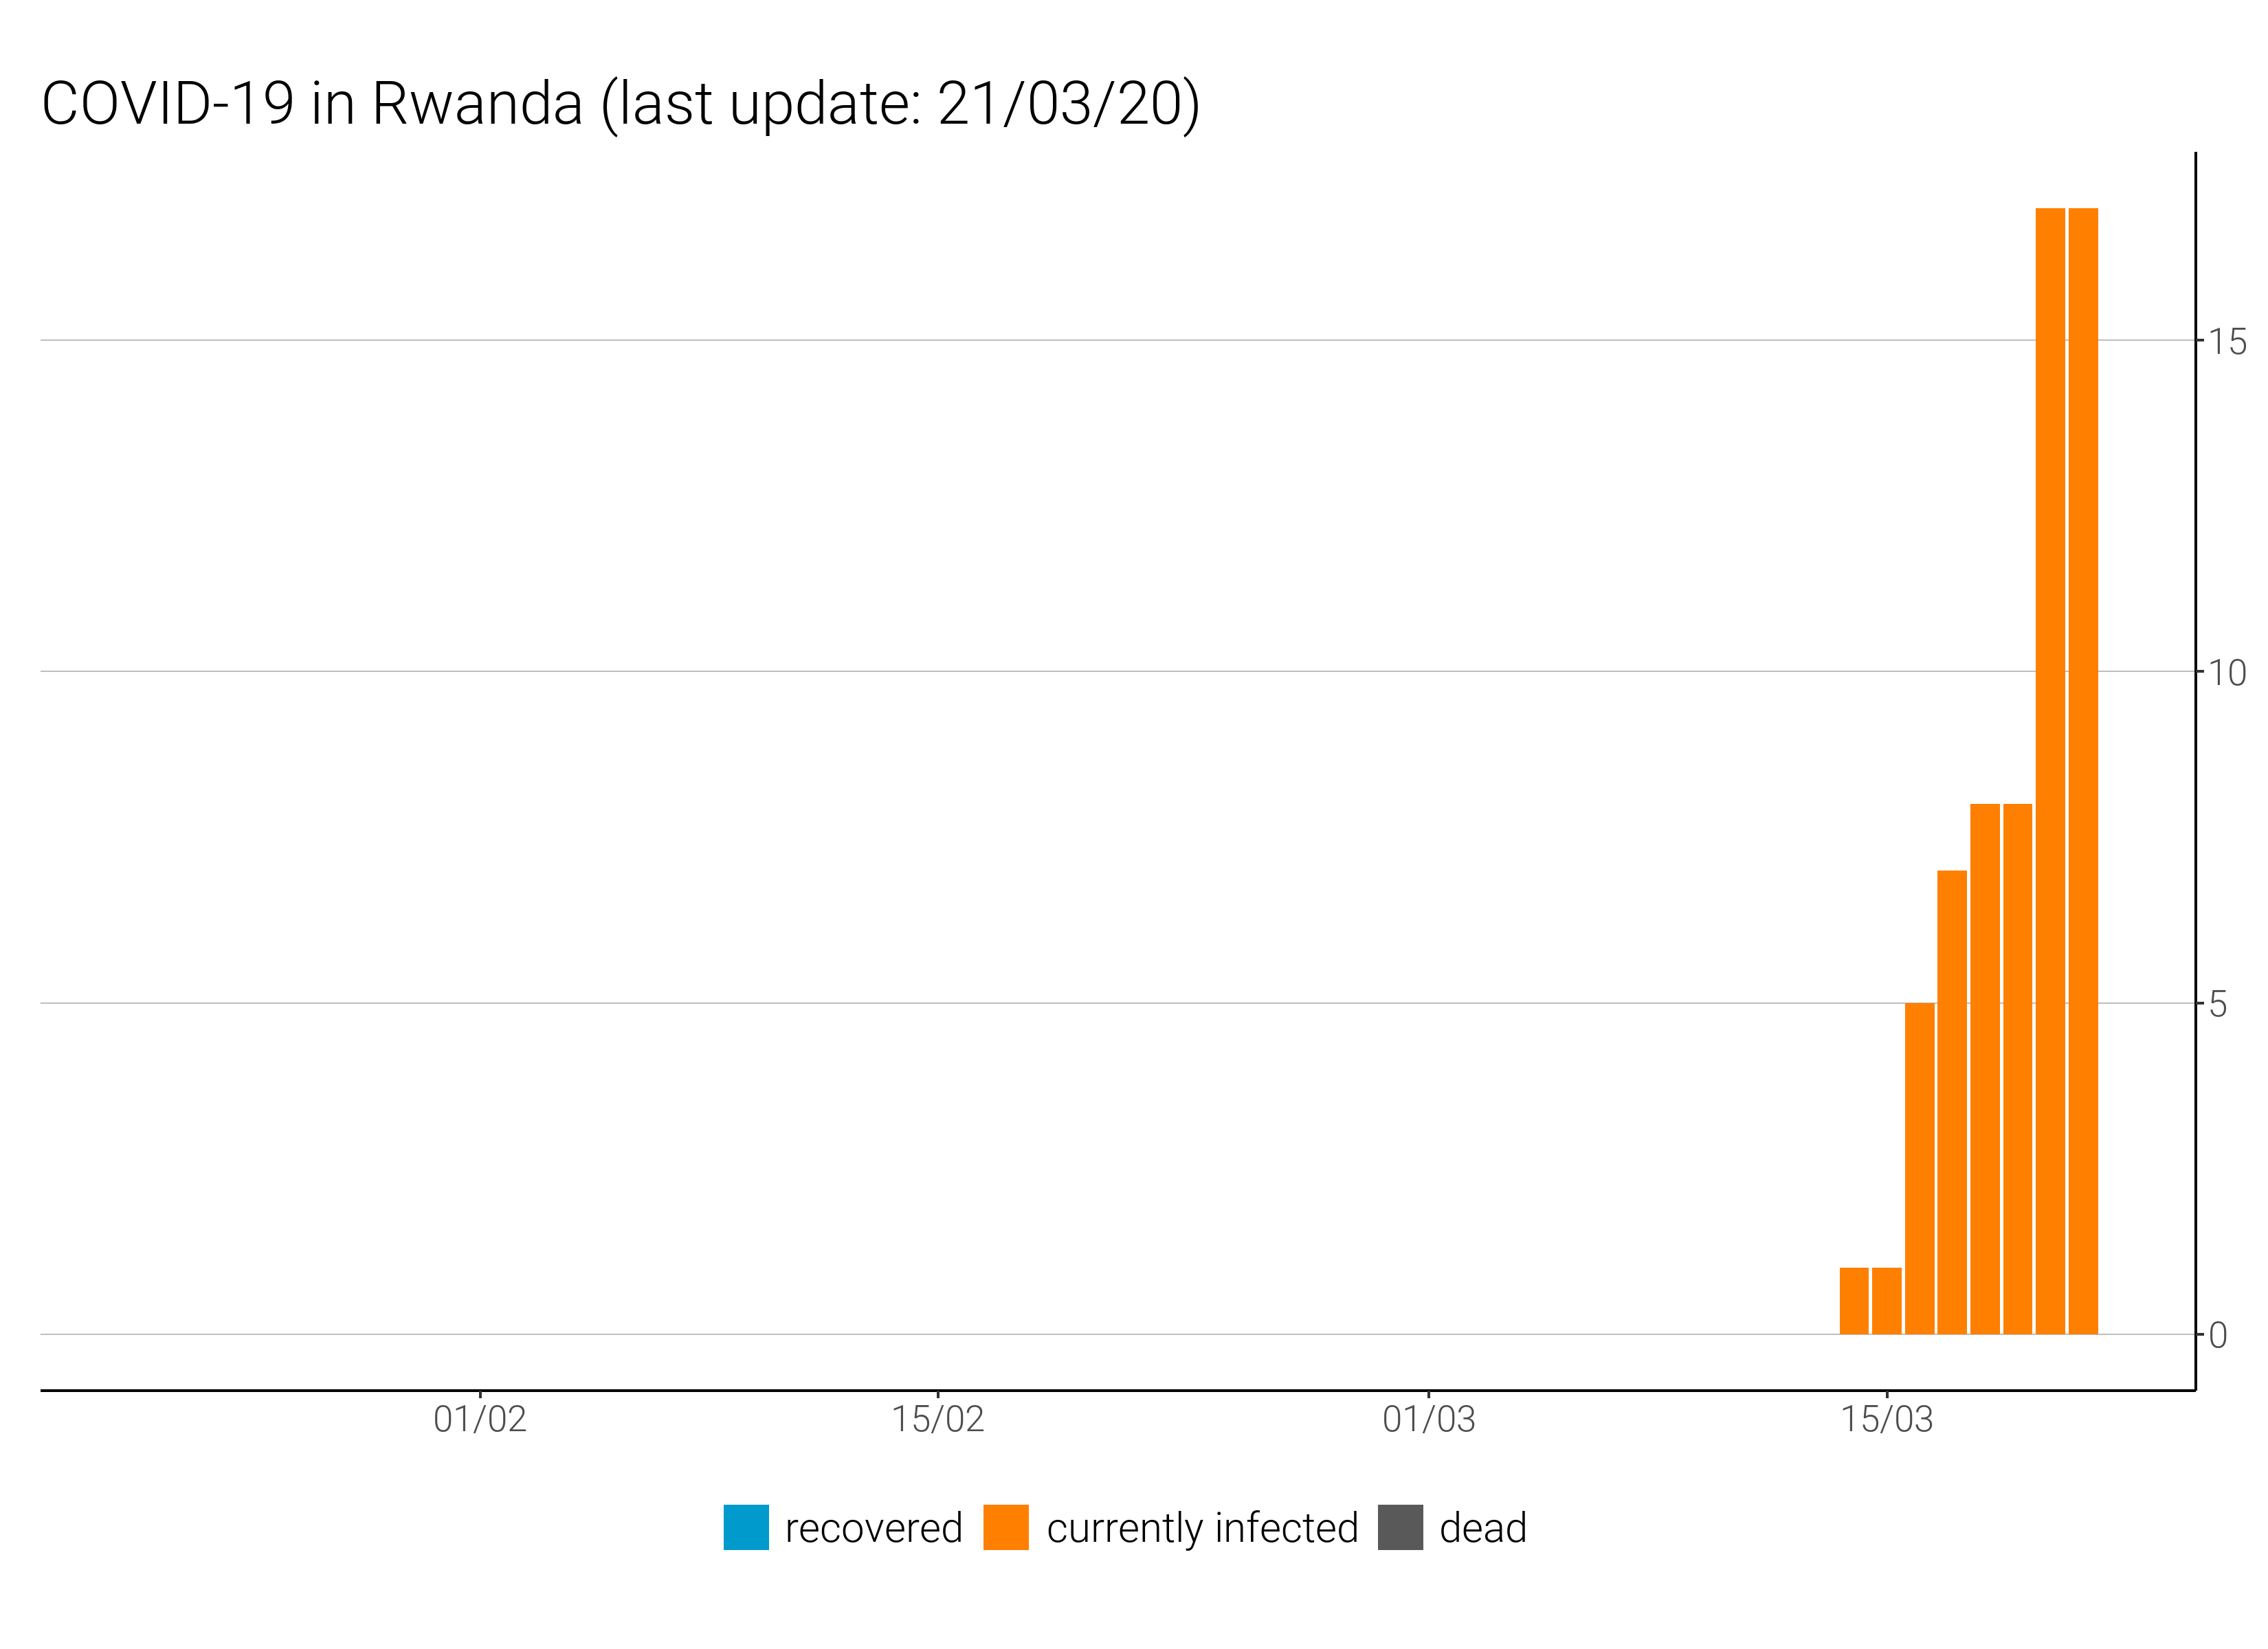 COVID-19 in Rwanda (last update: 21/03/20)
15
10
5
0
01/02 15/02 01/03 15/03
recovered currently infected dead